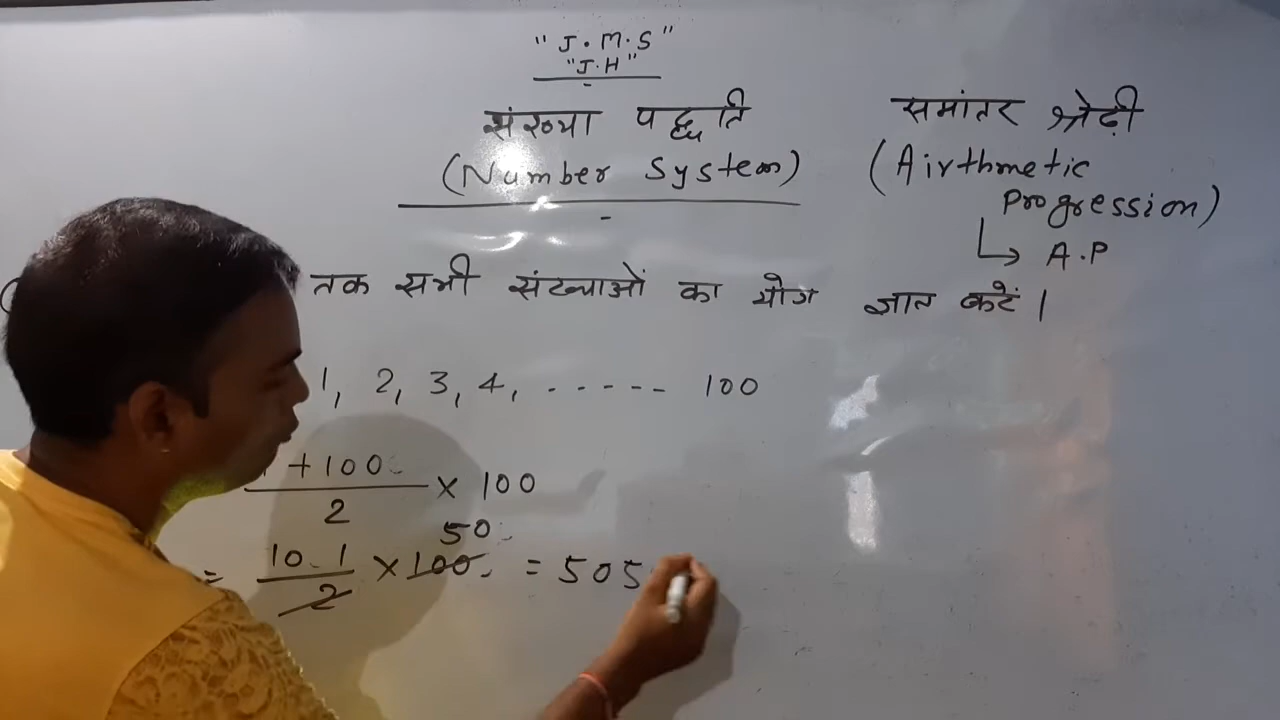 "J.M.S"
"J.H"
संख्या पद्धति
(Number System)
समांतर श्रेढ़ी
(Airthmetic
Progression)
↳ A.P
तक सभी संख्याओं का योग ज्ञात करें।
1, 2, 3, 4, ------ 100
1+100
2
× 100
50
= 101
2
× 100 = 505